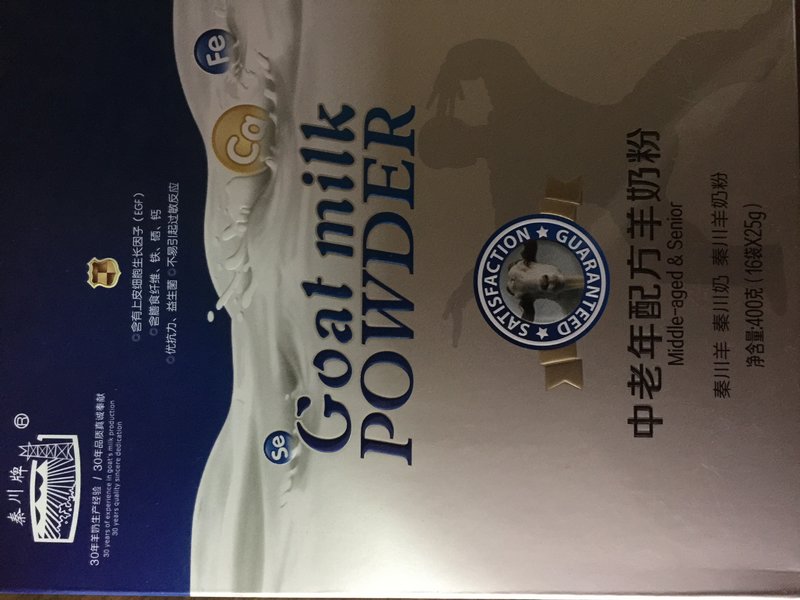 秦川牌 ®
30年羊奶生产经验 / 30年品质真诚奉献
30 years of experience in goat's milk production
30 years quality sincere dedication
含有上皮细胞生长因子（EGF）
含膳食纤维、铁、硒、钙
优抗力、益生菌 不易引起过敏反应
Fe
Ca
Se
Goat milk
POWDER
SATISFACTION
GUARANTEED
中老年配方羊奶粉
Middle-aged & Senior
秦川羊 秦川奶 秦川羊奶粉
净含量:400克（16袋X25g）